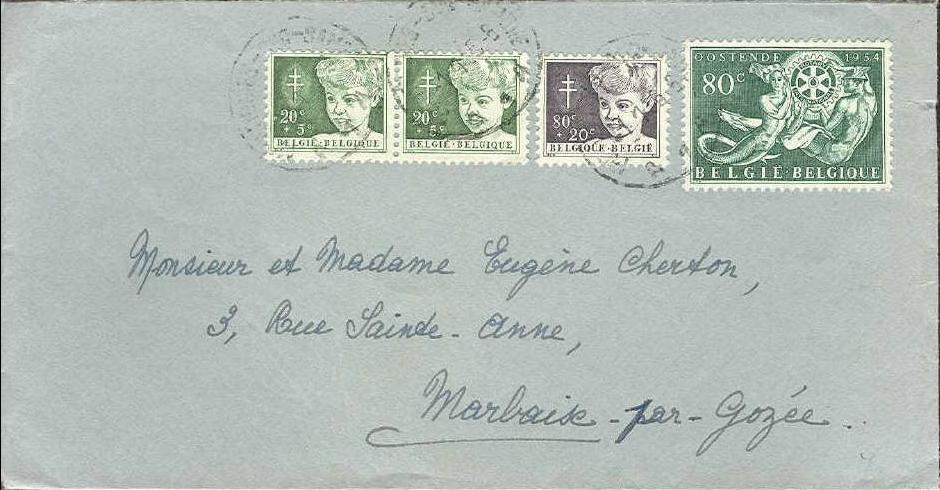 20c
+ 5c
BELGIË·BELGIQUE
20c
+ 5c
BELGIË·BELGIQUE
80c
+ 20c
BELGIQUE·BELGIË
OOSTENDE 1954
80c
BELGIË·BELGIQUE
Monsieur et Madame Eugène Cherton,
3, Rue Sainte-Anne,
Marbaix-par-Gozée.